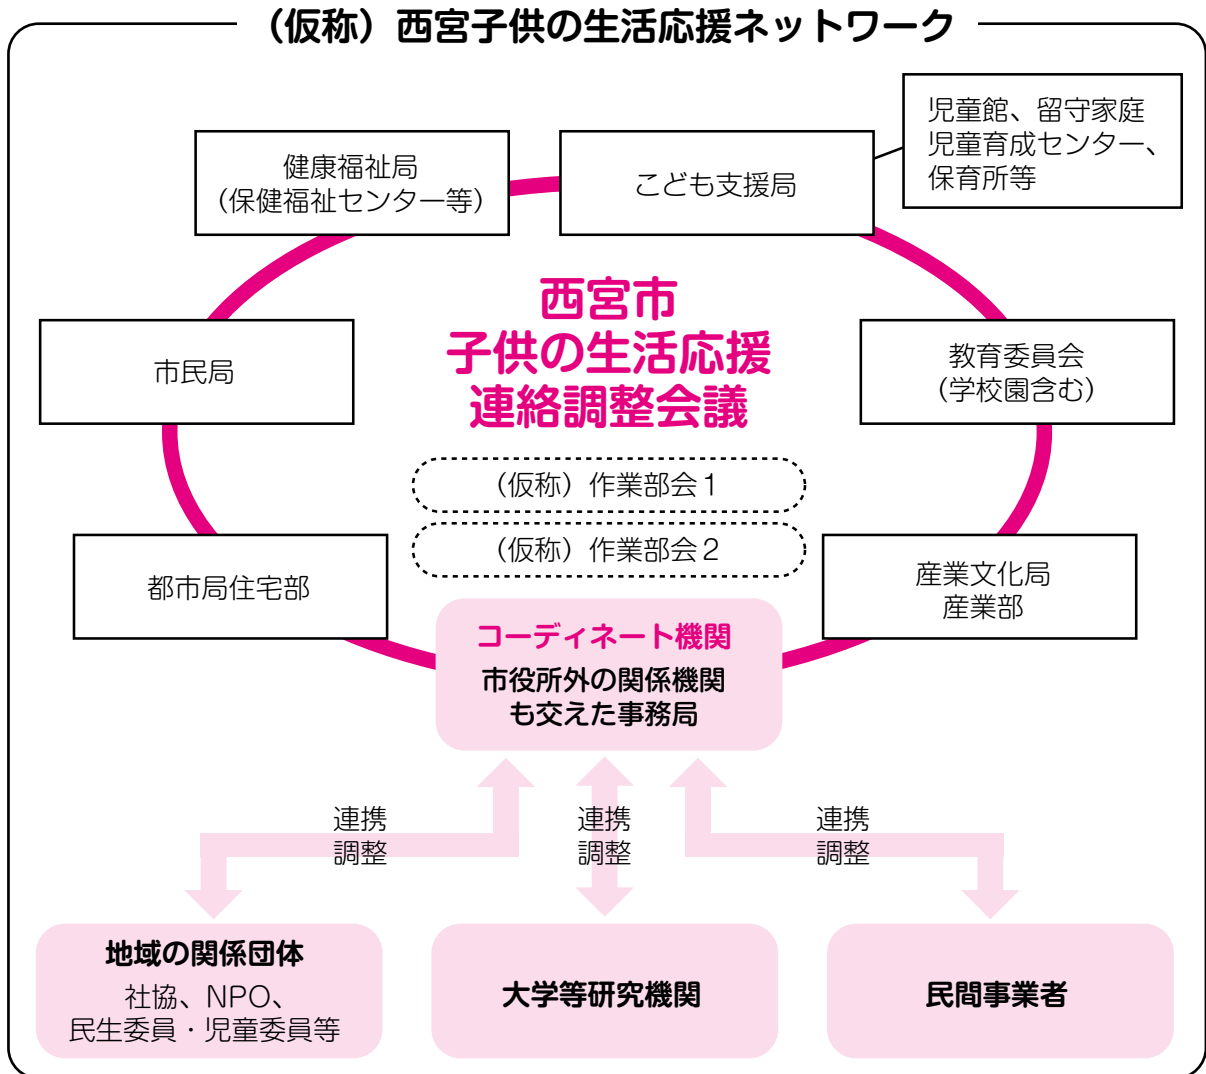 （仮称）西宮子供の生活応援ネットワーク
児童館、留守家庭
児童育成センター、
保育所等
健康福祉局
（保健福祉センター等）
こども支援局
西宮市
子供の生活応援
連絡調整会議
市民局
教育委員会
（学校園含む）
（仮称）作業部会１
（仮称）作業部会２
都市局住宅部
産業文化局
産業部
コーディネート機関
市役所外の関係機関
も交えた事務局
連携
調整
連携
調整
連携
調整
地域の関係団体
社協、NPO、
民生委員・児童委員等
大学等研究機関
民間事業者